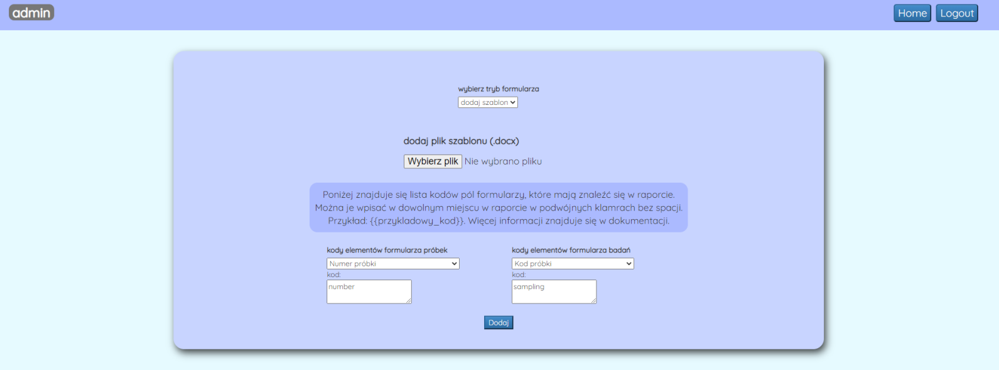 admin
Home
Logout
wybierz tryb formularza
dodaj szablon
dodaj plik szablonu (.docx)
Wybierz plik Nie wybrano pliku
Poniżej znajduje się lista kodów pól formularzy, które mają znaleźć się w raporcie.
Można je wpisać w dowolnym miejscu w raporcie w podwójnych klamrach bez spacji.
Przykład: {{przykladowy_kod}}. Więcej informacji znajduje się w dokumentacji.
kody elementów formularza próbek
Numer próbki
kod:
number
kody elementów formularza badań
Kod próbki
kod:
sampling
Dodaj